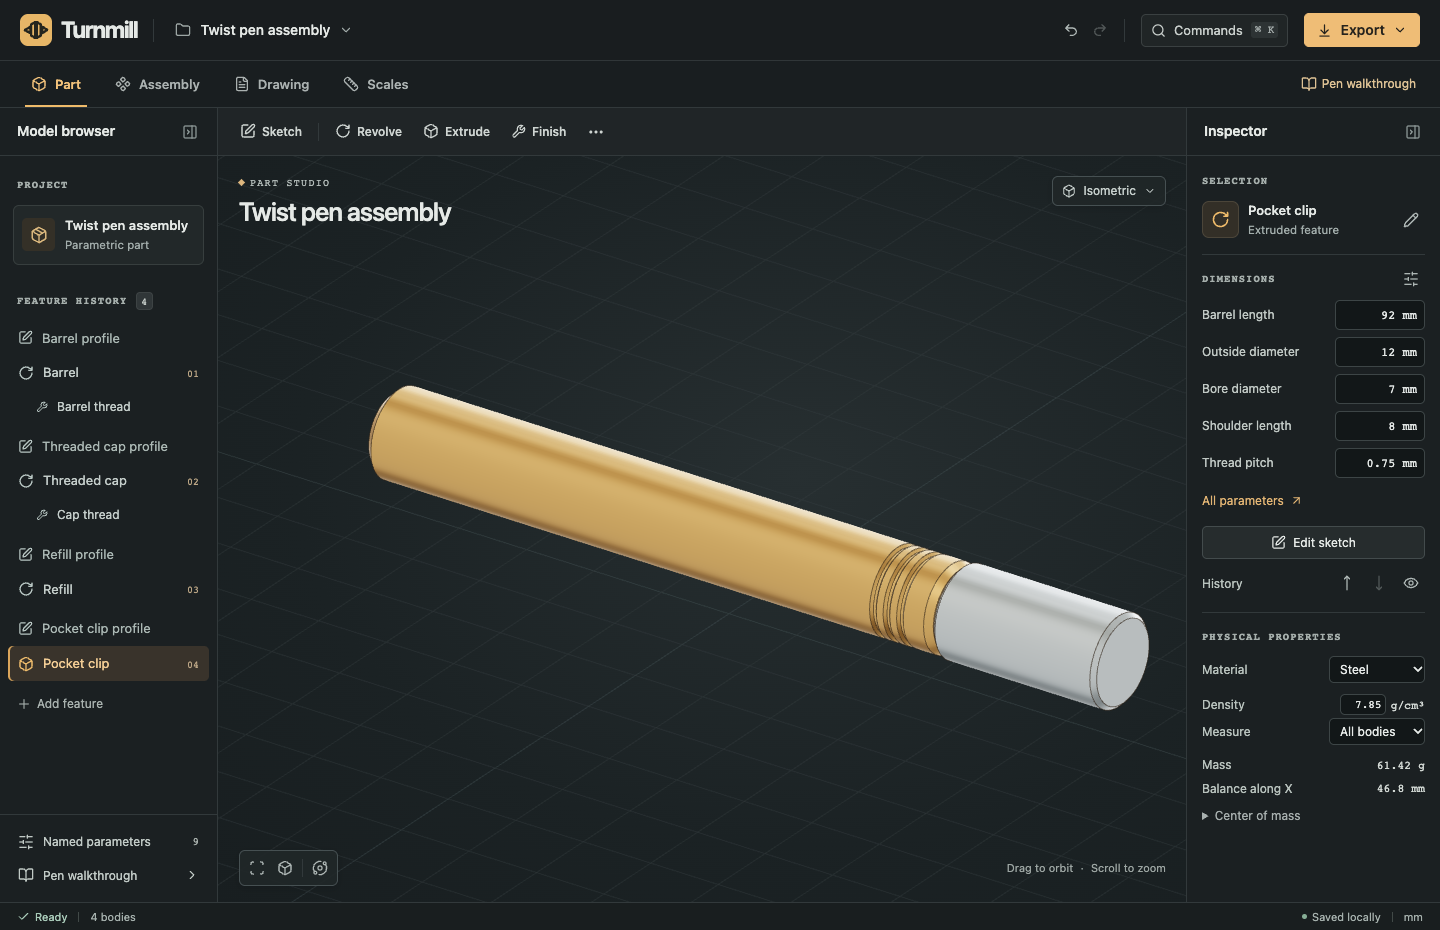 Turnmill
Twist pen assembly
Commands ⌘ K
Export
Part
Assembly
Drawing
Scales
Pen walkthrough
Model browser
Sketch
Revolve
Extrude
Finish
Inspector
PROJECT
Twist pen assembly
Parametric part
FEATURE HISTORY 4
Barrel profile
Barrel 01
Barrel thread
Threaded cap profile
Threaded cap 02
Cap thread
Refill profile
Refill 03
Pocket clip profile
Pocket clip 04
Add feature
Named parameters 9
Pen walkthrough
PART STUDIO
Twist pen assembly
Isometric
Drag to orbit · Scroll to zoom
SELECTION
Pocket clip
Extruded feature
DIMENSIONS
Barrel length 92 mm
Outside diameter 12 mm
Bore diameter 7 mm
Shoulder length 8 mm
Thread pitch 0.75 mm
All parameters
Edit sketch
History
PHYSICAL PROPERTIES
Material Steel
Density 7.85 g/cm³
Measure All bodies
Mass 61.42 g
Balance along X 46.8 mm
Center of mass
Ready
4 bodies
Saved locally
mm